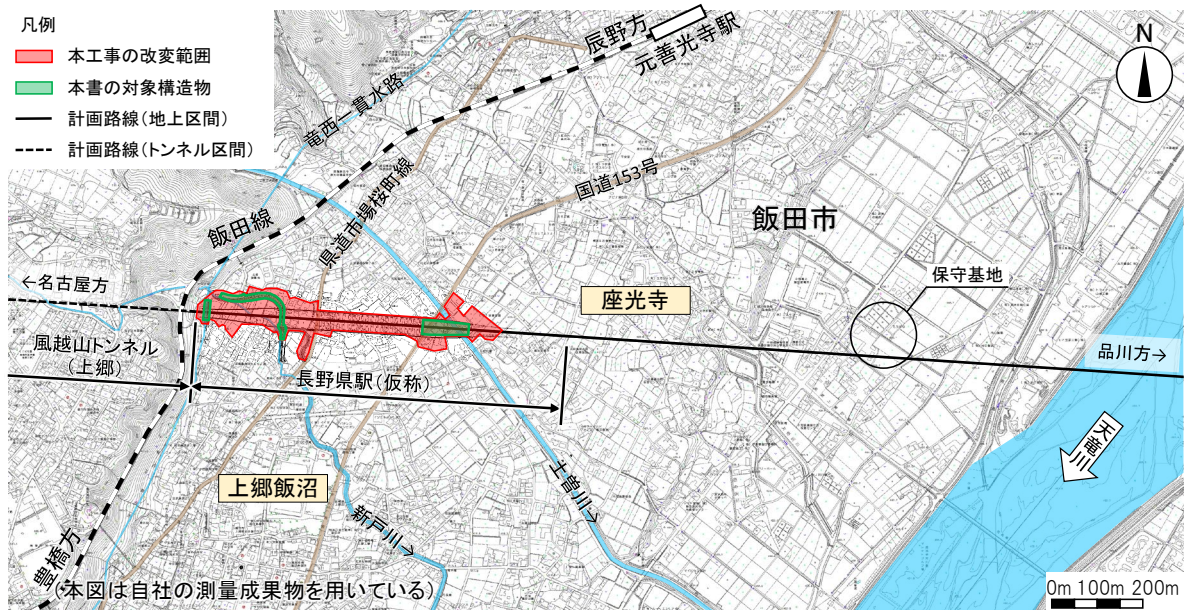 凡例
本工事の改変範囲
本書の対象構造物
計画路線(地上区間)
計画路線(トンネル区間)
辰野方
元善光寺駅
N
竜西一貫水路
飯田線
県道市場桜町線
国道153号
飯田市
←名古屋方
座光寺
保守基地
風越山トンネル
(上郷)
長野県駅(仮称)
品川方→
天竜川
上郷飯沼
新戸川→
土曽川→
豊橋方
(本図は自社の測量成果物を用いている)
0m 100m 200m